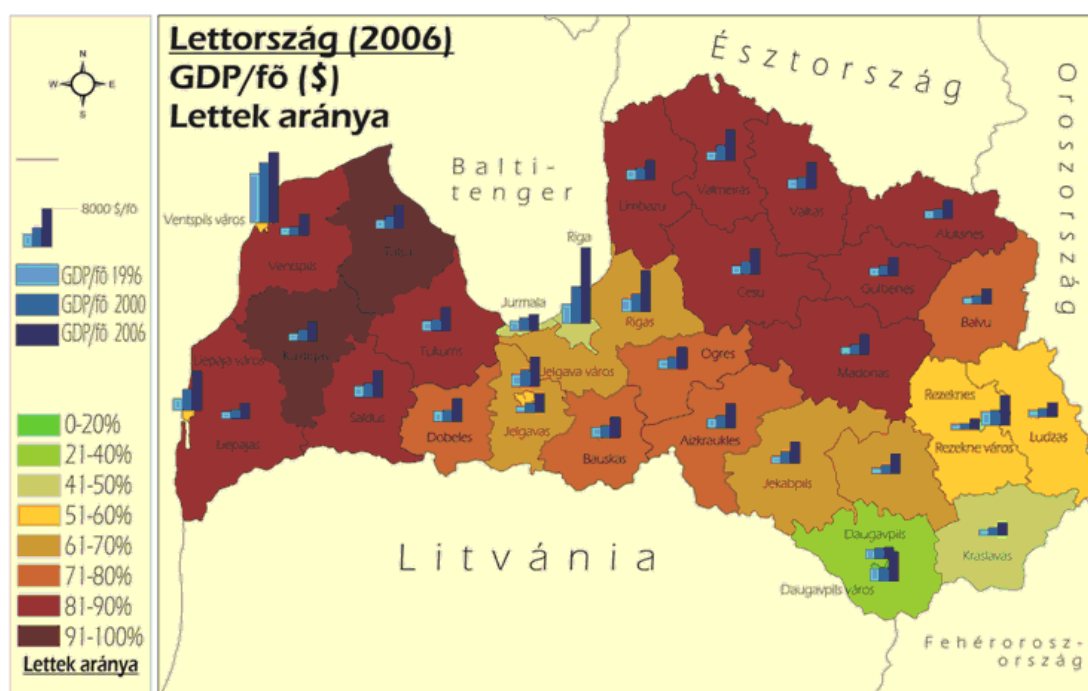 N
W E
S
8000 $/fő
GDP/fő 1996
GDP/fő 2000
GDP/fő 2006
0-20%
21-40%
41-50%
51-60%
61-70%
71-80%
81-90%
91-100%
Lettek aránya
Lettország (2006)
GDP/fő ($)
Lettek aránya
Észtország
Oroszország
Balti-
tenger
Litvánia
Fehérorosz-
ország
Ventspils város
Ventspils
Talsi
Kuldigas
Liepaja város
Liepajas
Saldus
Tukums
Jurmala
Riga
Rigas
Jelgava város
Jelgavas
Dobeles
Bauskas
Ogres
Aizkraukles
Jekabpils
Limbazu
Valmeiras
Valkas
Cesu
Aluksnes
Gulbenes
Balvu
Madonas
Rezeknes
Rezekne város
Ludzas
Kraslavas
Daugavpils
Daugavpils város